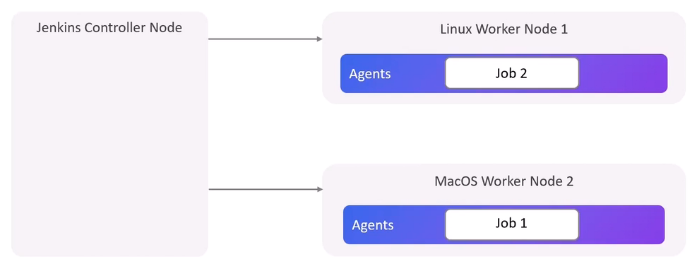 Jenkins Controller Node
Linux Worker Node 1
Agents
Job 2
MacOS Worker Node 2
Agents
Job 1